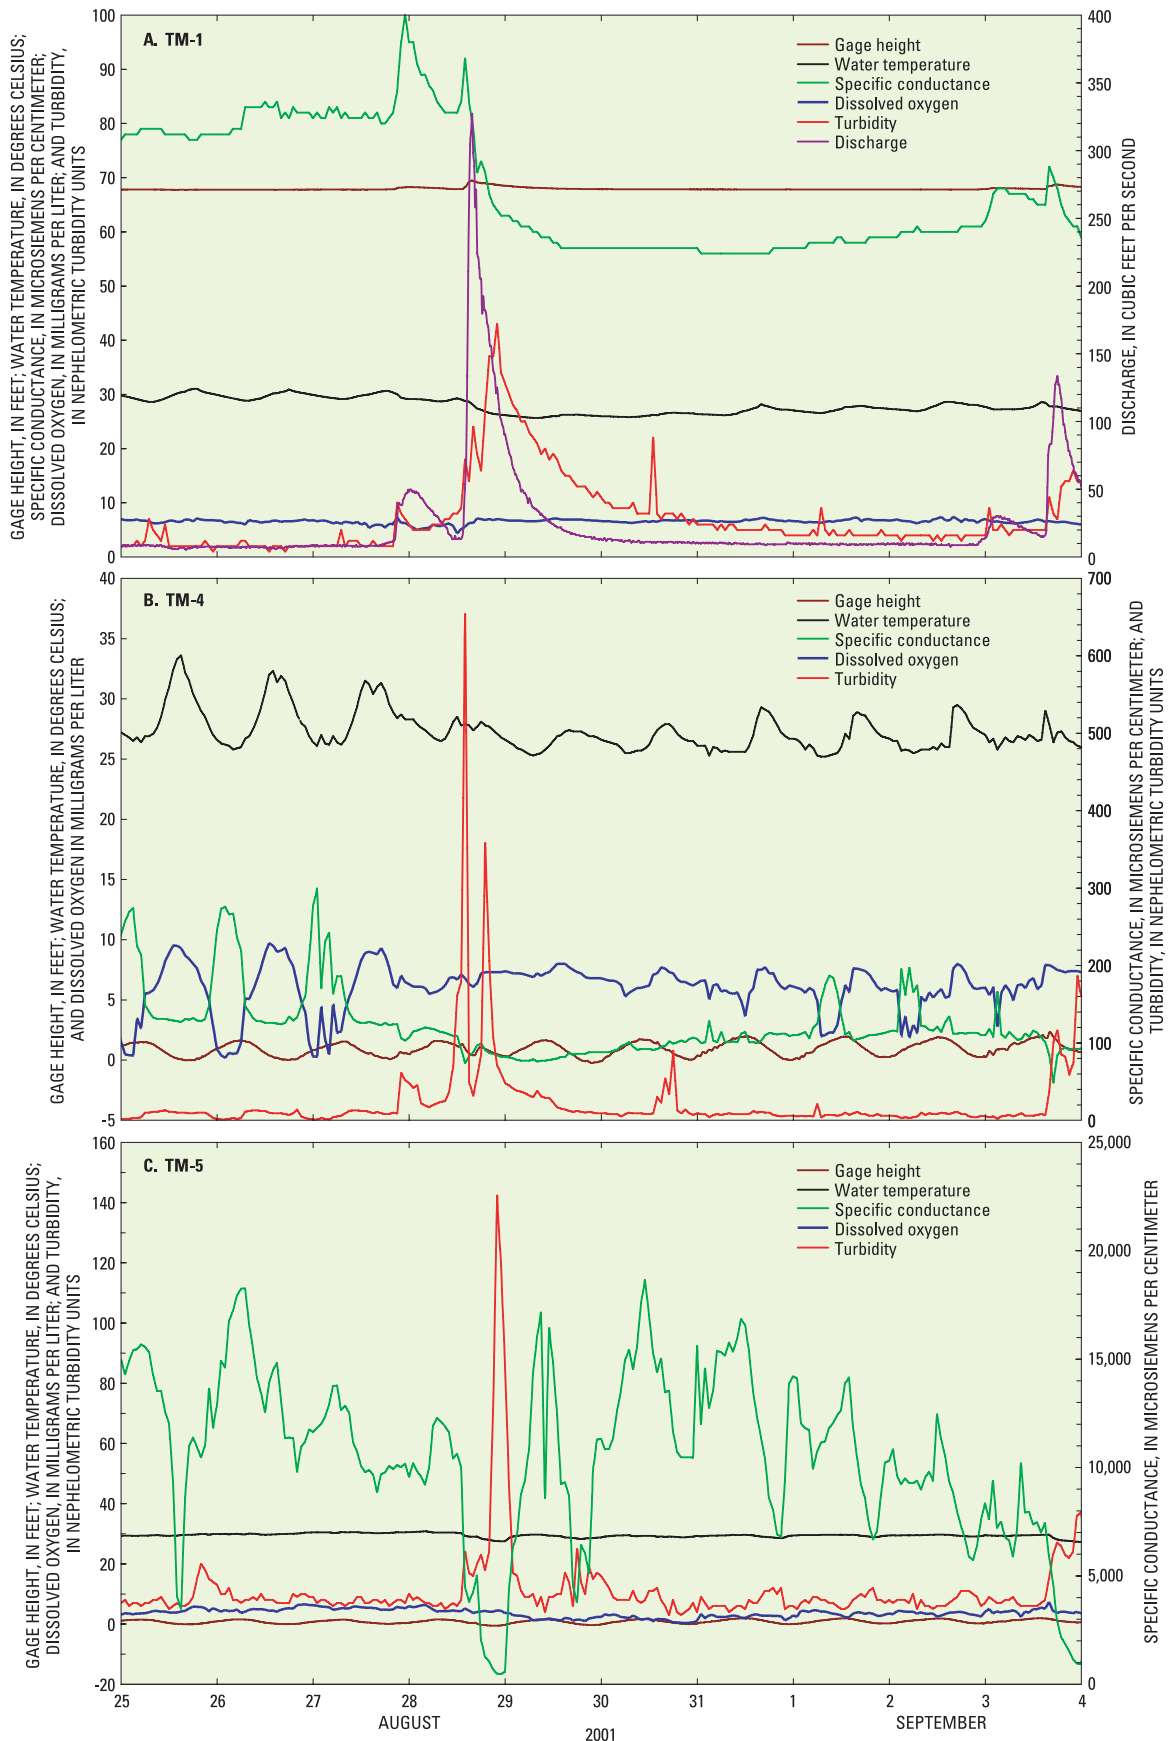 A. TM-1
GAGE HEIGHT, IN FEET; WATER TEMPERATURE, IN DEGREES CELSIUS;
SPECIFIC CONDUCTANCE, IN MICROSIEMENS PER CENTIMETER;
DISSOLVED OXYGEN, IN MILLIGRAMS PER LITER; AND TURBIDITY,
IN NEPHELOMETRIC TURBIDITY UNITS
100
90
80
70
60
50
40
30
20
10
0
Gage height
Water temperature
Specific conductance
Dissolved oxygen
Turbidity
Discharge
400
350
300
250
200
150
100
50
0
DISCHARGE, IN CUBIC FEET PER SECOND
B. TM-4
GAGE HEIGHT, IN FEET; WATER TEMPERATURE, IN DEGREES CELSIUS;
AND DISSOLVED OXYGEN IN MILLIGRAMS PER LITER
40
35
30
25
20
15
10
5
0
-5
Gage height
Water temperature
Specific conductance
Dissolved oxygen
Turbidity
700
600
500
400
300
200
100
0
SPECIFIC CONDUCTANCE, IN MICROSIEMENS PER CENTIMETER; AND
TURBIDITY, IN NEPHELOMETRIC TURBIDITY UNITS
C. TM-5
GAGE HEIGHT, IN FEET; WATER TEMPERATURE, IN DEGREES CELSIUS;
DISSOLVED OXYGEN, IN MILLIGRAMS PER LITER; AND TURBIDITY,
IN NEPHELOMETRIC TURBIDITY UNITS
160
140
120
100
80
60
40
20
0
-20
Gage height
Water temperature
Specific conductance
Dissolved oxygen
Turbidity
25,000
20,000
15,000
10,000
5,000
0
SPECIFIC CONDUCTANCE, IN MICROSIEMENS PER CENTIMETER
25 26 27 28 29 30 31 1 2 3 4
AUGUST SEPTEMBER
2001